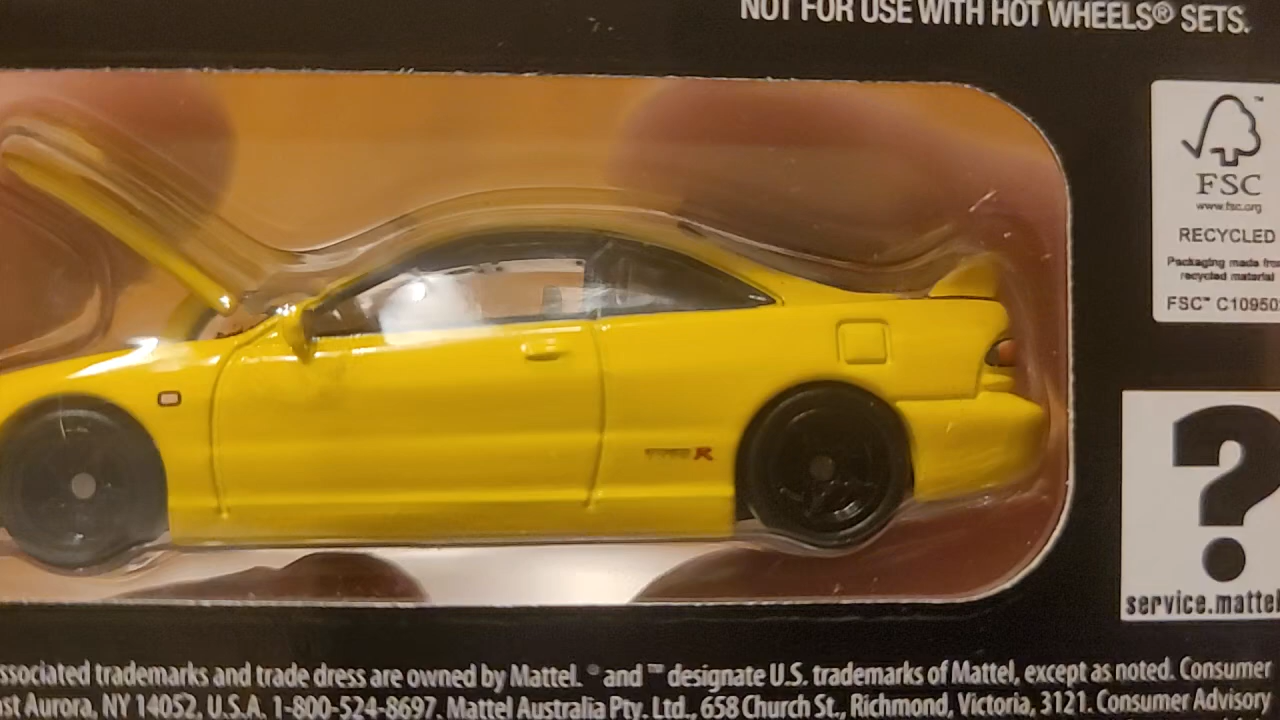 NOT FOR USE WITH HOT WHEELS® SETS.
FSC
™
www.fsc.org
RECYCLED
Packaging made from
recycled material
FSC™ C10950
TYPE R
?
service.mattel
ssociated trademarks and trade dress are owned by Mattel. ® and ™ designate U.S. trademarks of Mattel, except as noted. Consumer
st Aurora, NY 14052, U.S.A. 1-800-524-8697. Mattel Australia Pty. Ltd., 658 Church St., Richmond, Victoria, 3121. Consumer Advisory